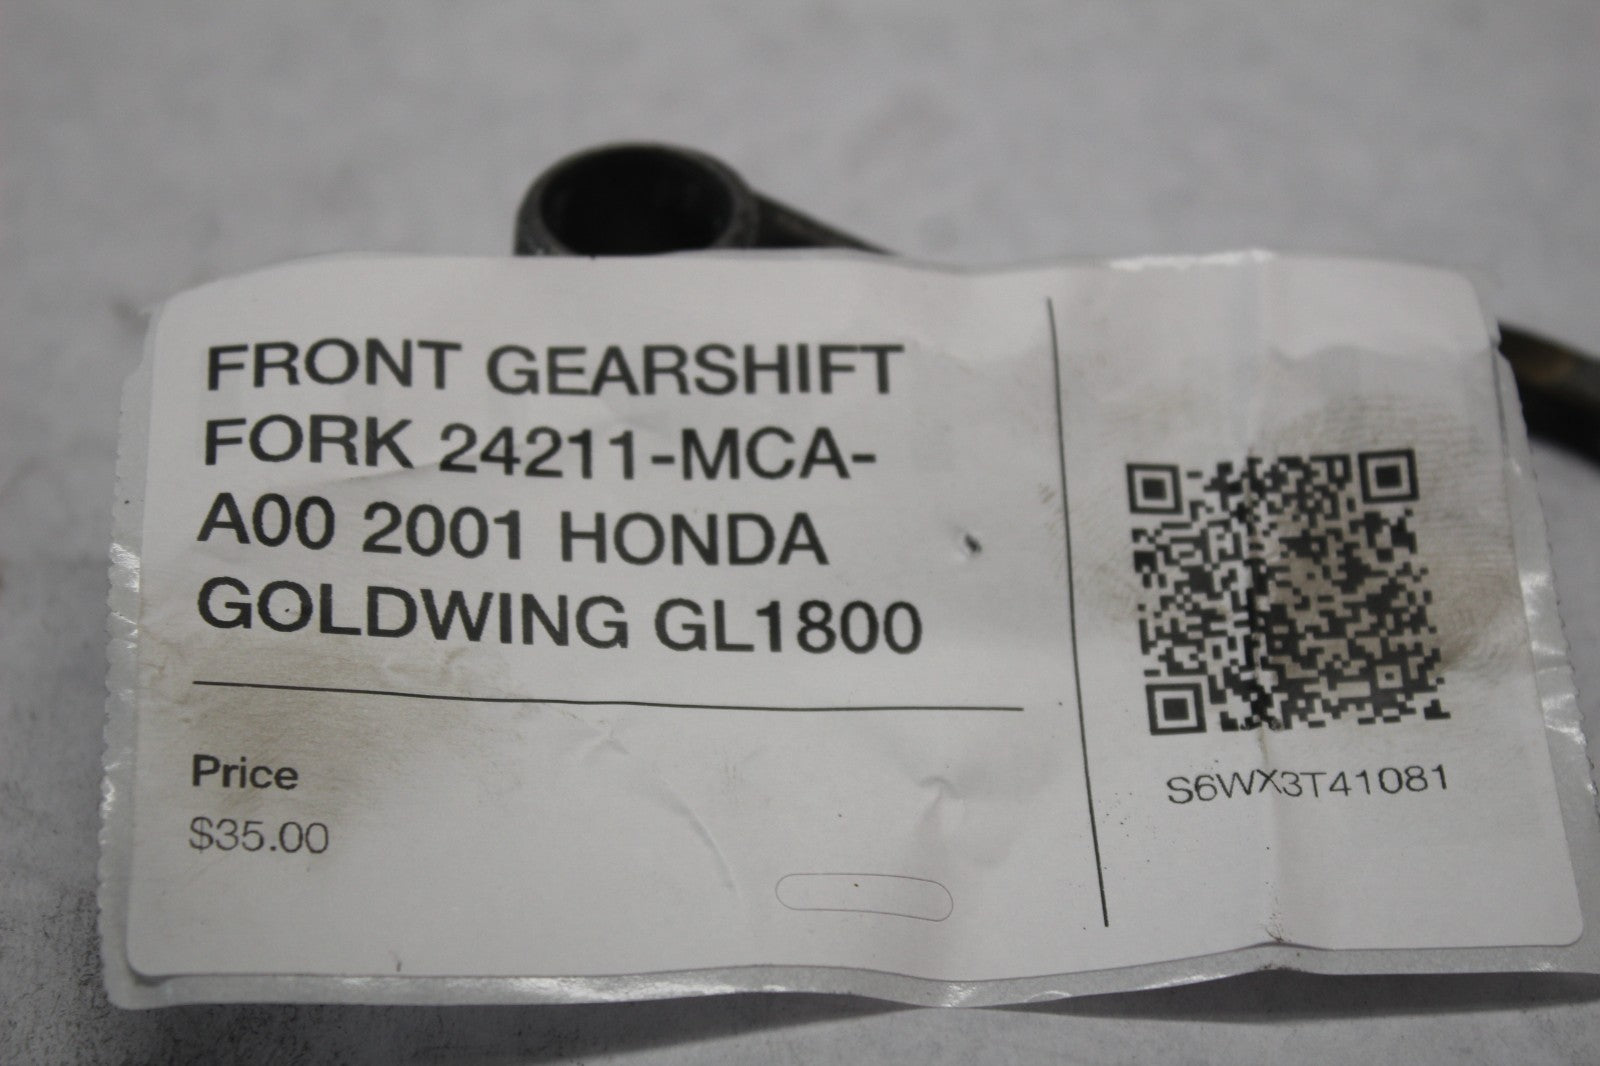 FRONT GEARSHIFT
FORK 24211-MCA-
A00 2001 HONDA
GOLDWING GL1800
Price
$35.00
S6WX3T41081